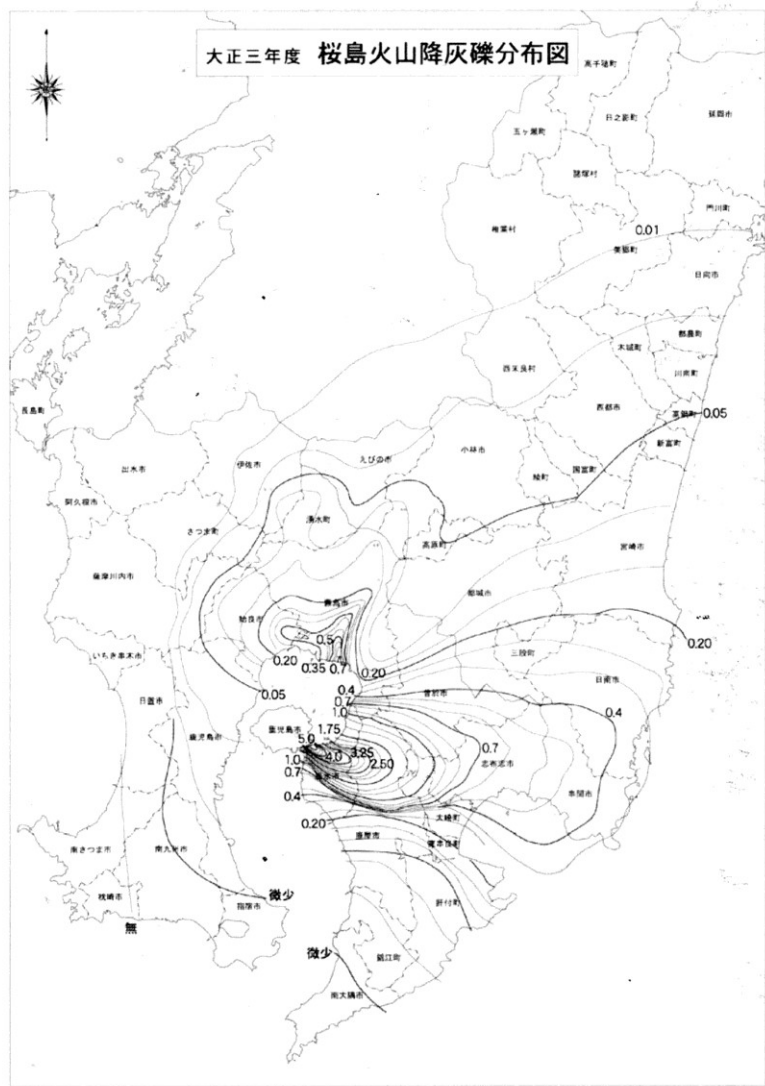 大正三年度 桜島火山降灰礫分布図
高千穂町
日之影町
延岡市
五ヶ瀬町
諸塚村
門川町
椎葉村
0.01
美郷町
日向市
都農町
木城町
西米良村
川南町
長島町
西都市
高鍋町
0.05
小林市
新富町
えびの市
伊佐市
出水市
国富町
綾町
阿久根市
湧水町
さつま町
高原町
宮崎市
薩摩川内市
都城市
霧島市
姶良市
0.5
0.20
いちき串木市
三股町
0.20
0.35
0.7
0.20
日南市
0.05
0.4
曽於市
日置市
0.7
1.0
0.4
鹿児島市
1.75
鹿児島市
5.0
0.7
3.25
4.0
志布志市
1.0
2.50
0.7
垂水市
串間市
0.4
大崎町
0.20
鹿屋市
東串良町
南さつま市
南九州市
枕崎市
微少
指宿市
肝付町
無
微少
錦江町
南大隅市